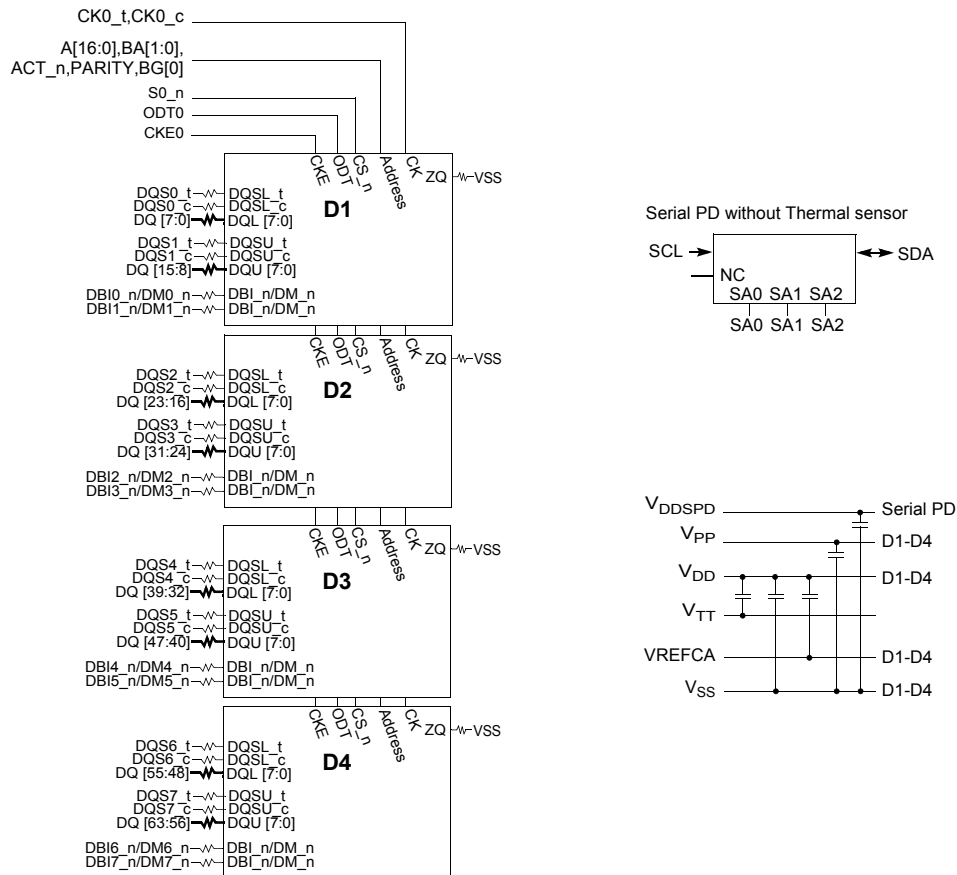 CK0_t,CK0_c
A[16:0],BA[1:0],
ACT_n,PARITY,BG[0]
S0_n
ODT0
CKE0
CKE
ODT
CS_n
Address
CK
ZQ
VSS
D1
DQS0_t
DQSL_t
DQS0_c
DQSL_c
DQ [7:0]
DQL [7:0]
DQS1_t
DQSU_t
DQS1_c
DQSU_c
DQ [15:8]
DQU [7:0]
DBI0_n/DM0_n
DBI_n/DM_n
DBI1_n/DM1_n
DBI_n/DM_n
CKE
ODT
CS_n
Address
CK
ZQ
VSS
D2
DQS2_t
DQSL_t
DQS2_c
DQSL_c
DQ [23:16]
DQL [7:0]
DQS3_t
DQSU_t
DQS3_c
DQSU_c
DQ [31:24]
DQU [7:0]
DBI2_n/DM2_n
DBI_n/DM_n
DBI3_n/DM3_n
DBI_n/DM_n
CKE
ODT
CS_n
Address
CK
ZQ
VSS
D3
DQS4_t
DQSL_t
DQS4_c
DQSL_c
DQ [39:32]
DQL [7:0]
DQS5_t
DQSU_t
DQS5_c
DQSU_c
DQ [47:40]
DQU [7:0]
DBI4_n/DM4_n
DBI_n/DM_n
DBI5_n/DM5_n
DBI_n/DM_n
CKE
ODT
CS_n
Address
CK
ZQ
VSS
D4
DQS6_t
DQSL_t
DQS6_c
DQSL_c
DQ [55:48]
DQL [7:0]
DQS7_t
DQSU_t
DQS7_c
DQSU_c
DQ [63:56]
DQU [7:0]
DBI6_n/DM6_n
DBI_n/DM_n
DBI7_n/DM7_n
DBI_n/DM_n
Serial PD without Thermal sensor
SCL
SDA
NC
SA0 SA1 SA2
SA0 SA1 SA2
VDDSPD
Serial PD
VPP
D1-D4
VDD
D1-D4
VTT
VREFCA
D1-D4
VSS
D1-D4